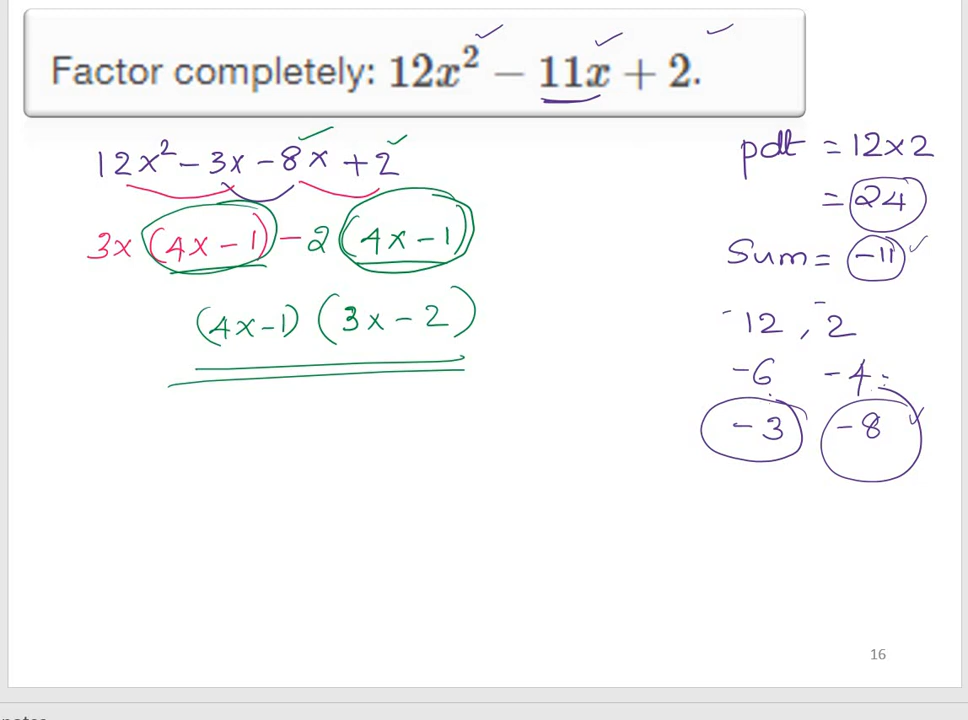 Factor completely: 12x² − 11x + 2.
12x² − 3x − 8x + 2
3x (4x − 1) − 2 (4x − 1)
(4x − 1) (3x − 2)
pdt = 12 × 2
= 24
Sum = −11
−12 , −2
−6 −4
−3 −8
16